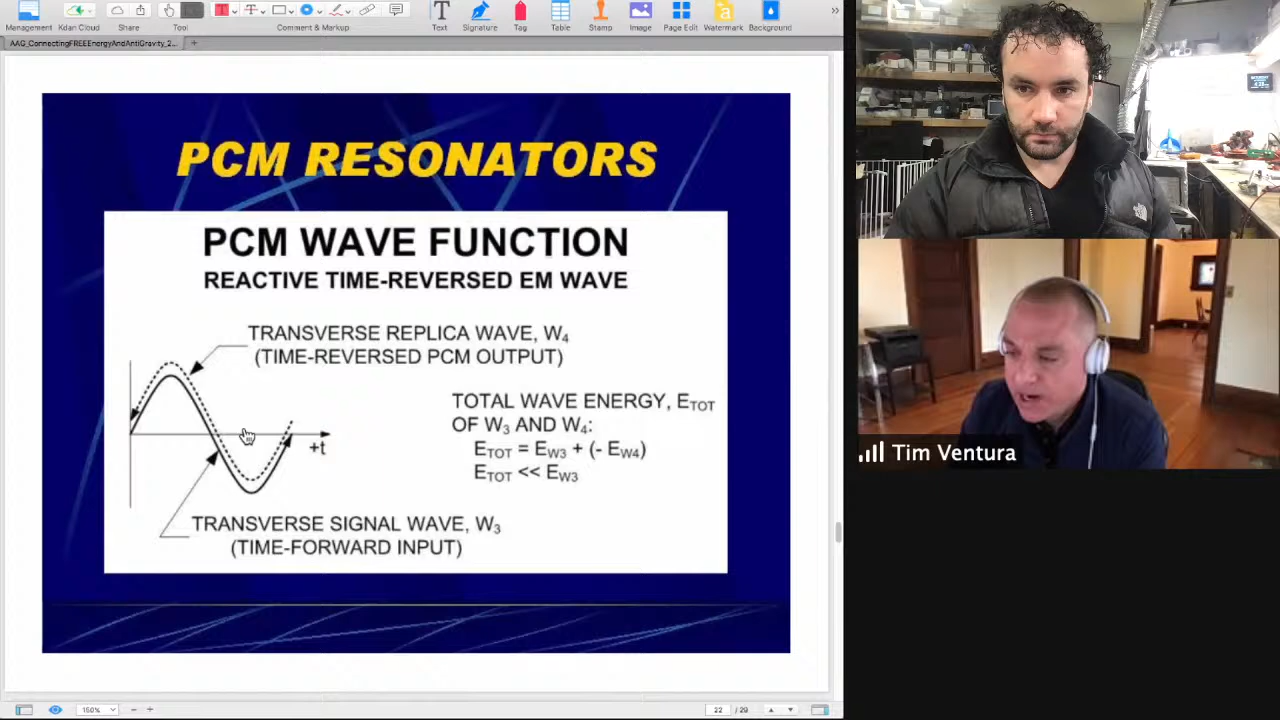 Management Kdan Cloud Share Tool Comment & Markup Text Signature Tag Table Stamp Image Page Edit Watermark Background
AAG_ConnectingFREEEnergyAndAntiGravity_2...
PCM RESONATORS
PCM WAVE FUNCTION
REACTIVE TIME-REVERSED EM WAVE
TRANSVERSE REPLICA WAVE, W4
(TIME-REVERSED PCM OUTPUT)
TOTAL WAVE ENERGY, ETOT
OF W3 AND W4:
ETOT = EW3 + (- EW4)
ETOT << EW3
+t
TRANSVERSE SIGNAL WAVE, W3
(TIME-FORWARD INPUT)
150%
22 / 29
Tim Ventura